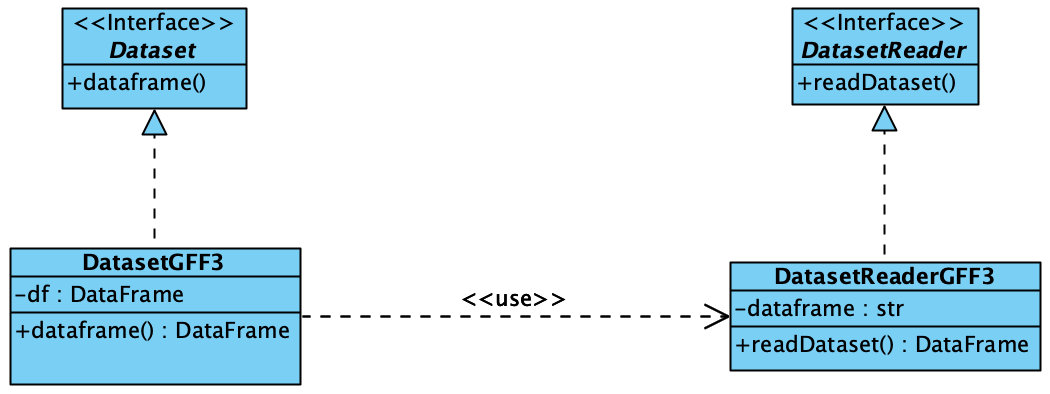 <<Interface>>
Dataset
+dataframe()
<<Interface>>
DatasetReader
+readDataset()
DatasetGFF3
-df : DataFrame
+dataframe() : DataFrame
<<use>>
DatasetReaderGFF3
-dataframe : str
+readDataset() : DataFrame